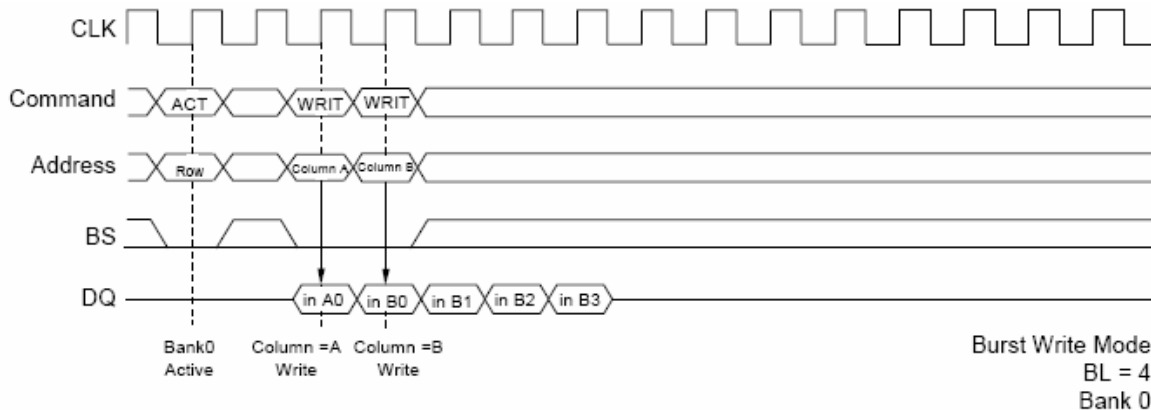 CLK
Command ACT WRIT WRIT
Address Row Column A Column B
BS
DQ in A0 in B0 in B1 in B2 in B3
Bank0 Column =A Column =B
Active Write Write
Burst Write Mode
BL = 4
Bank 0